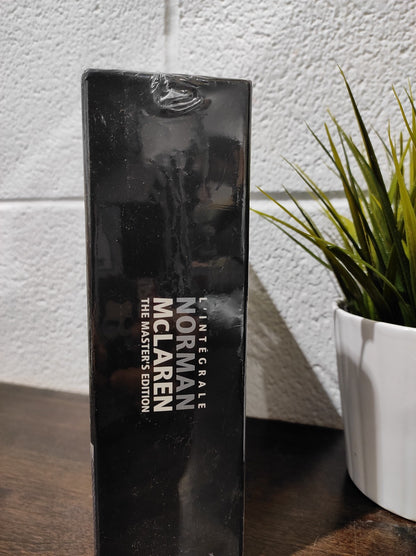 L'INTÉGRALE
NORMAN
McLAREN
THE MASTER'S EDITION